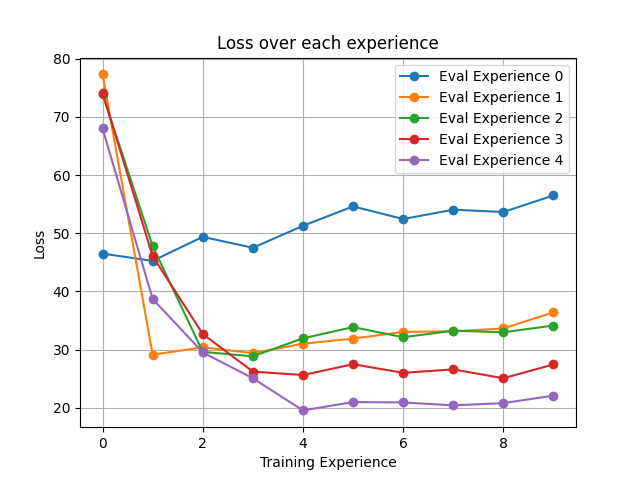 Loss over each experience
80
70
60
50
40
30
20
Loss
Eval Experience 0
Eval Experience 1
Eval Experience 2
Eval Experience 3
Eval Experience 4
0 2 4 6 8
Training Experience